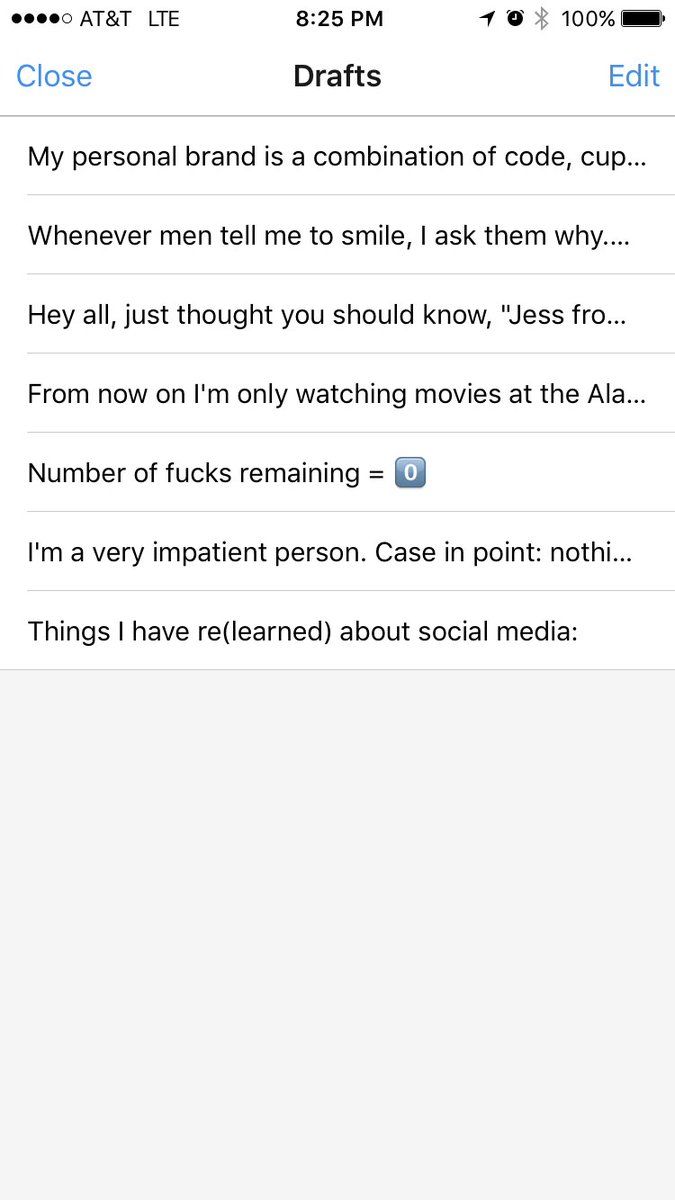 AT&T LTE 8:25 PM 100%
Close Drafts Edit
My personal brand is a combination of code, cup...
Whenever men tell me to smile, I ask them why....
Hey all, just thought you should know, "Jess fro...
From now on I'm only watching movies at the Ala...
Number of fucks remaining = 0️⃣
I'm a very impatient person. Case in point: nothi...
Things I have re(learned) about social media: